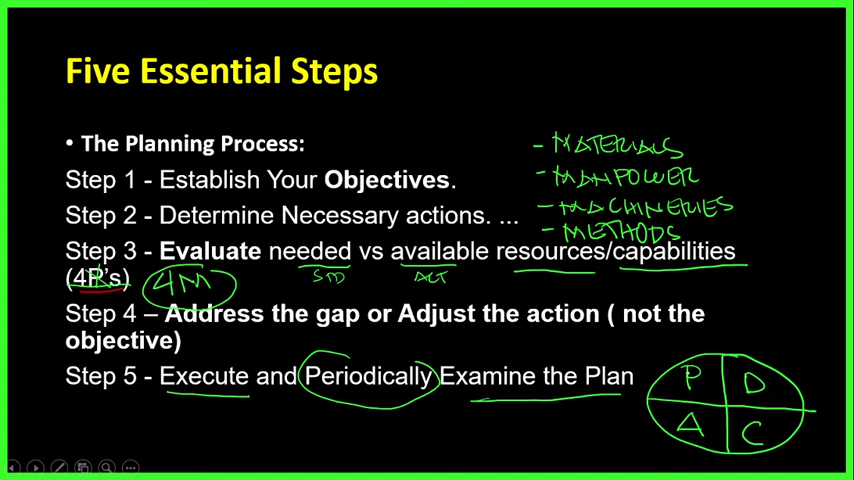 Five Essential Steps
• The Planning Process:
- MATERIALS
Step 1 - Establish Your Objectives.
- MANPOWER
Step 2 - Determine Necessary actions. ...
- MACHINERIES
- METHODS
Step 3 - Evaluate needed vs available resources/capabilities
STD ACT
(4R's) 4M
Step 4 – Address the gap or Adjust the action ( not the
objective)
Step 5 - Execute and Periodically Examine the Plan
P D
A C